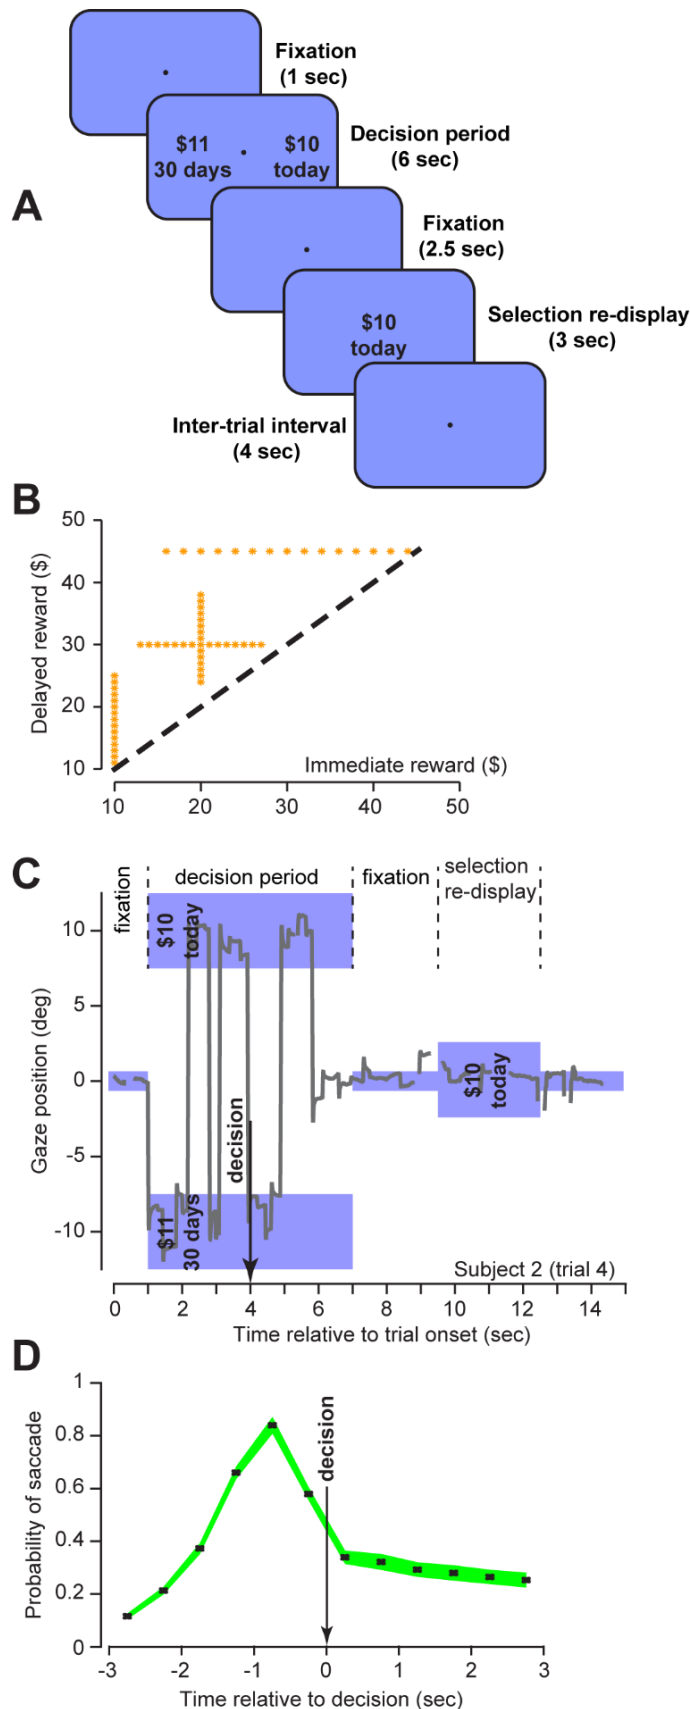 A
Fixation
(1 sec)
$11
30 days
$10
today
Decision period
(6 sec)
Fixation
(2.5 sec)
$10
today
Selection re-display
(3 sec)
Inter-trial interval
(4 sec)
B
50
40
30
20
10
Delayed reward ($)
Immediate reward ($)
10
20
30
40
50
C
fixation
decision period
fixation
selection
re-display
10
5
0
-5
-10
Gaze position (deg)
$10
today
$11
30 days
decision
$10
today
Subject 2 (trial 4)
0
2
4
6
8
10
12
14
Time relative to trial onset (sec)
D
1
0.8
0.6
0.4
0.2
0
Probability of saccade
decision
-3
-2
-1
0
1
2
3
Time relative to decision (sec)